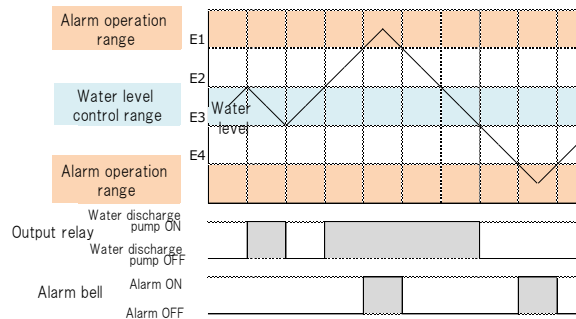 Alarm operation
range
E1
E2
Water level
control range
Water
level
E3
E4
Alarm operation
range
Water discharge
pump ON
Output relay
Water discharge
pump OFF
Alarm ON
Alarm bell
Alarm OFF